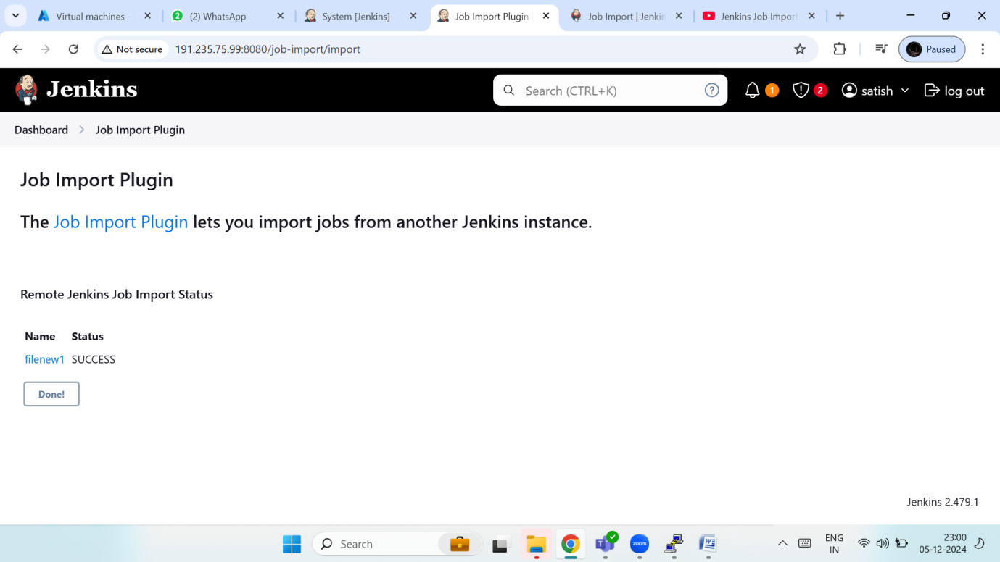 Virtual machines -
(2) WhatsApp
System [Jenkins]
Job Import Plugin
Job Import | Jenkin
Jenkins Job Import
Not secure
191.235.75.99:8080/job-import/import
Paused
Jenkins
Search (CTRL+K)
?
1
2
satish
log out
Dashboard
Job Import Plugin
Job Import Plugin
The Job Import Plugin lets you import jobs from another Jenkins instance.
Remote Jenkins Job Import Status
Name Status
filenew1 SUCCESS
Done!
Jenkins 2.479.1
Search
zoom
ENG
IN
23:00
05-12-2024